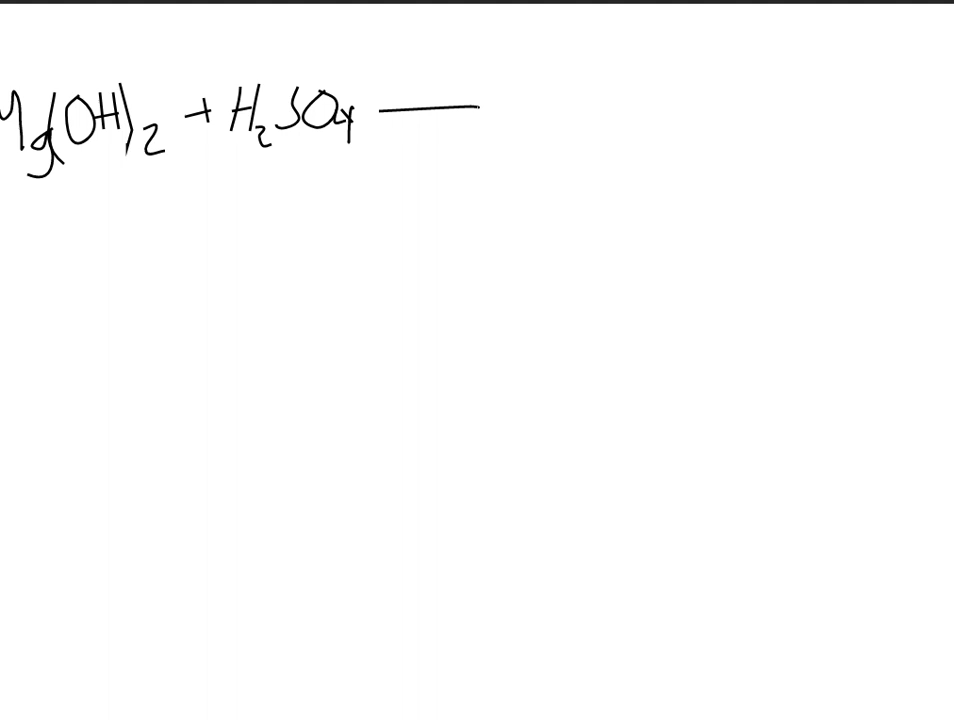 Mg(OH)₂ + H₂SO₄ —